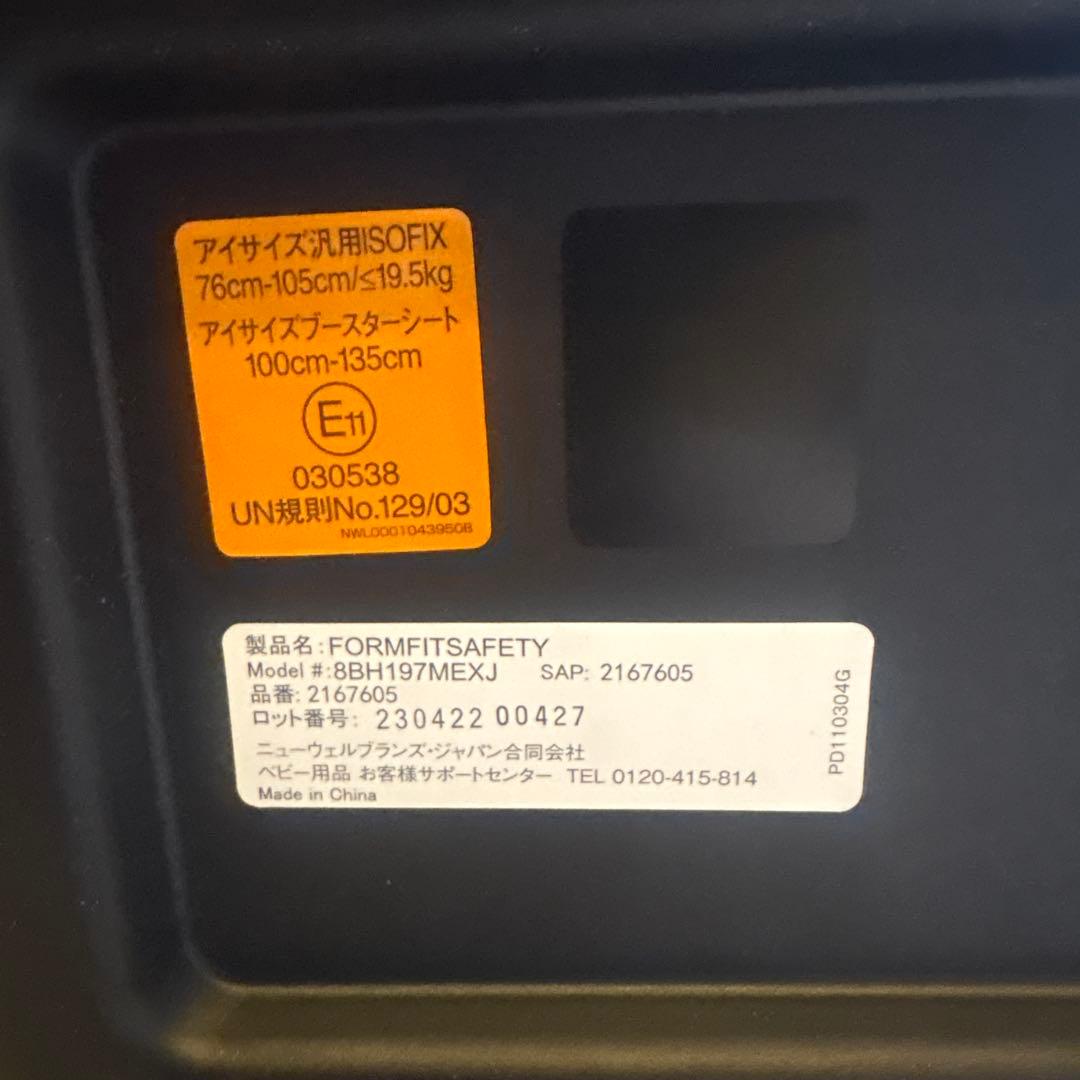 アイサイズ汎用ISOFIX
76cm-105cm/≤19.5kg
アイサイズブースターシート
100cm-135cm
E11
030538
UN規則No.129/03
NWL0001043950B
製品名:FORMFITSAFETY
Model #:8BH197MEXJ SAP: 2167605
品番: 2167605
ロット番号: 230422 00427
ニューウェルブランズ・ジャパン合同会社
ベビー用品 お客様サポートセンター TEL 0120-415-814
Made in China
PD110304G